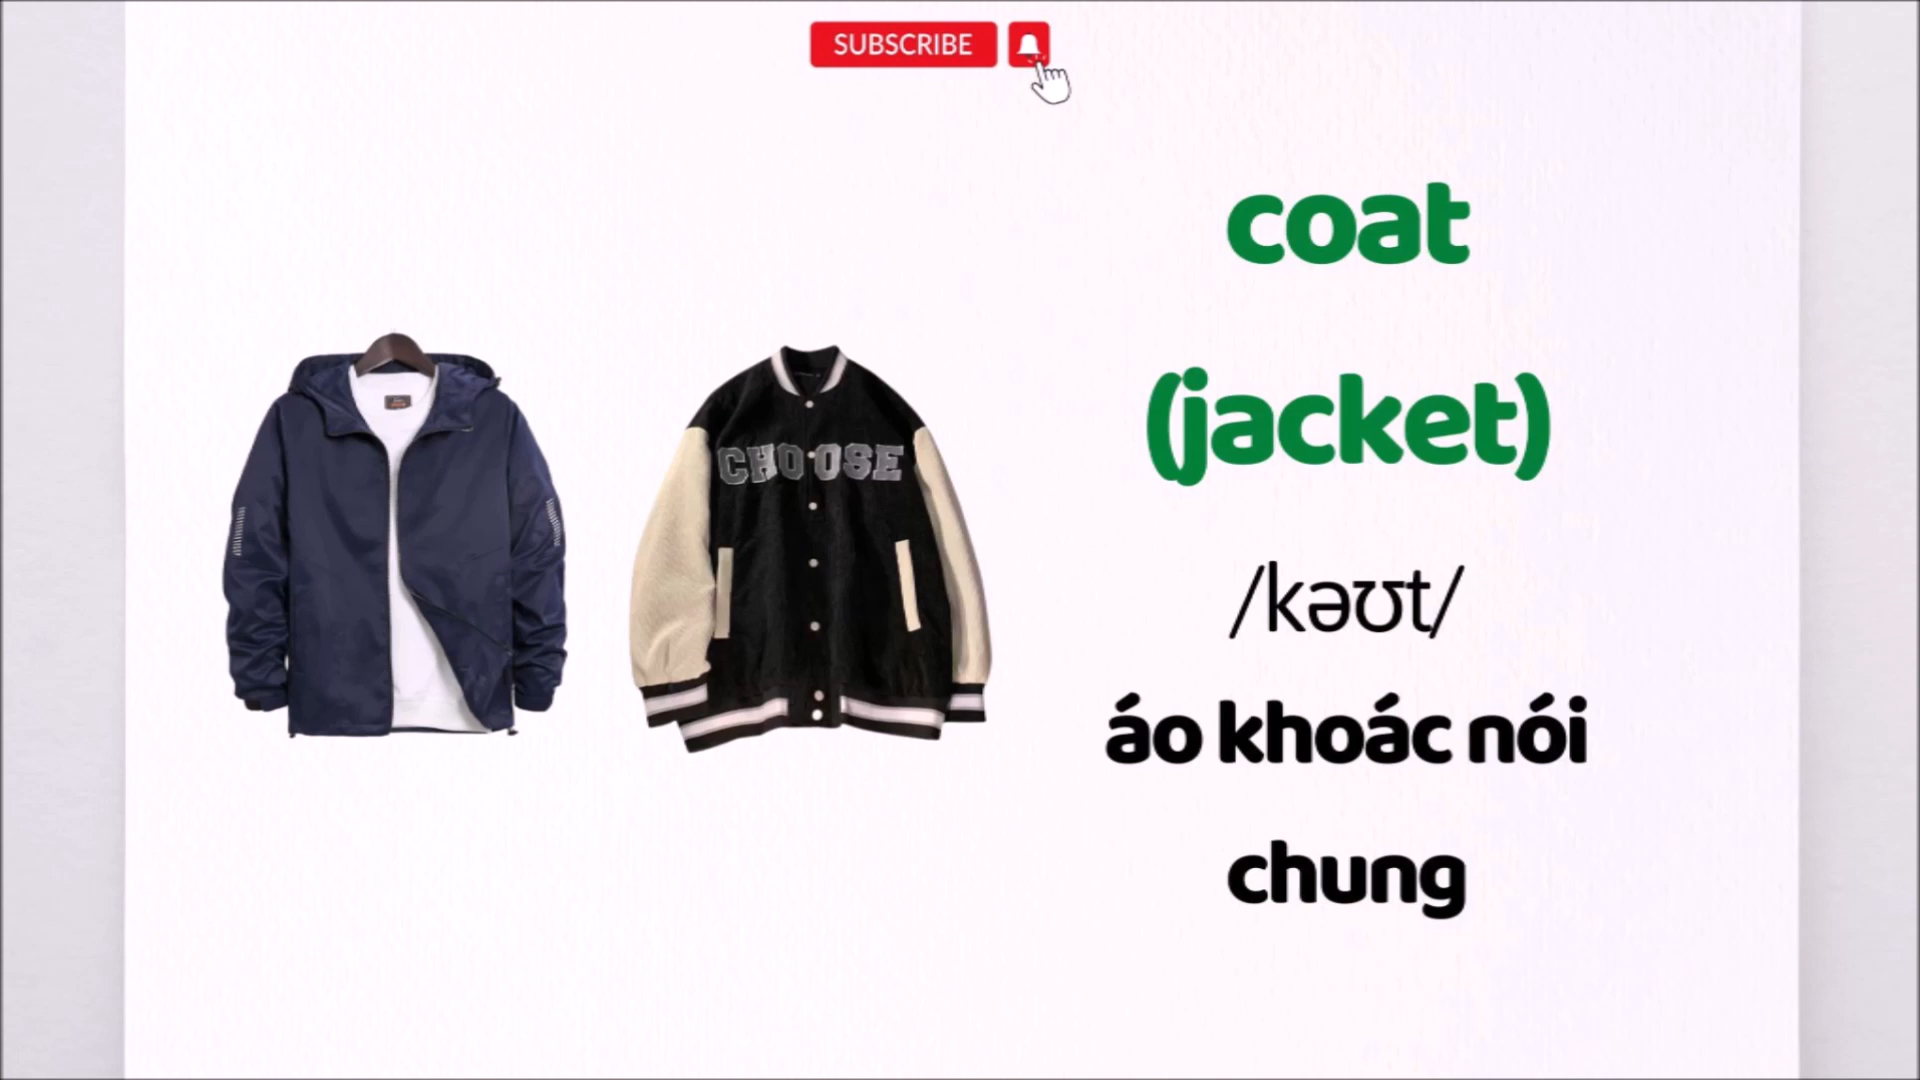 SUBSCRIBE
coat
(jacket)
/kəʊt/
áo khoác nói
chung
CHOOSE